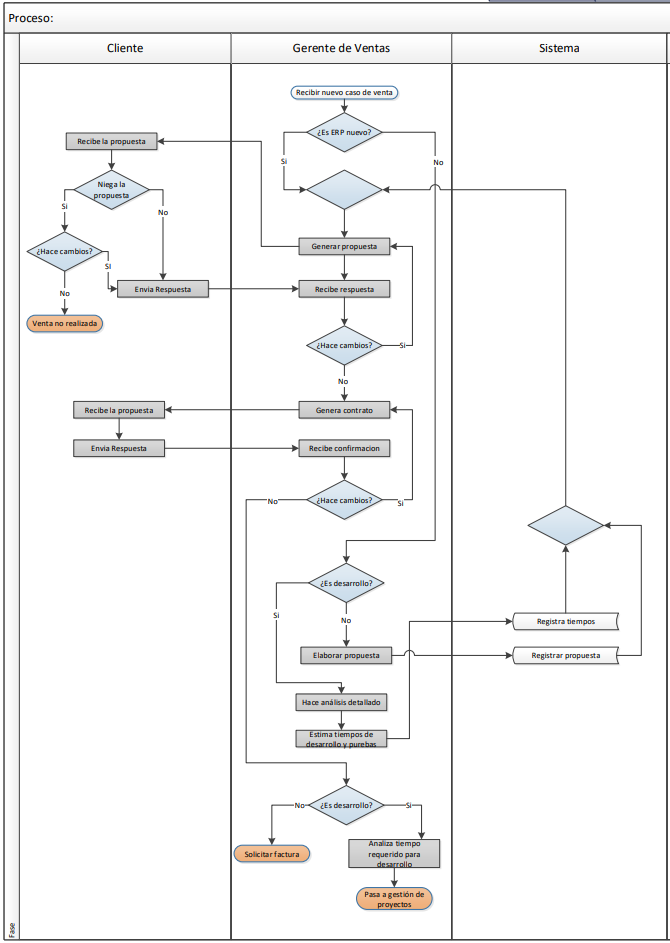 Proceso:
Cliente
Gerente de Ventas
Sistema
Recibir nuevo caso de venta
¿Es ERP nuevo?
Recibe la propuesta
Si
No
Niega la
propuesta
Si
No
Generar propuesta
¿Hace cambios?
SI
No
Envia Respuesta
Recibe respuesta
Venta no realizada
¿Hace cambios?
Si
No
Recibe la propuesta
Genera contrato
Envia Respuesta
Recibe confirmacion
No
¿Hace cambios?
Si
¿Es desarrollo?
Si
No
Registra tiempos
Elaborar propuesta
Registrar propuesta
Hace análisis detallado
Estima tiempos de
desarrollo y purebas
No
¿Es desarrollo?
Si
Solicitar factura
Analiza tiempo
requerido para
desarrollo
Pasa a gestión de
proyectos
Fase